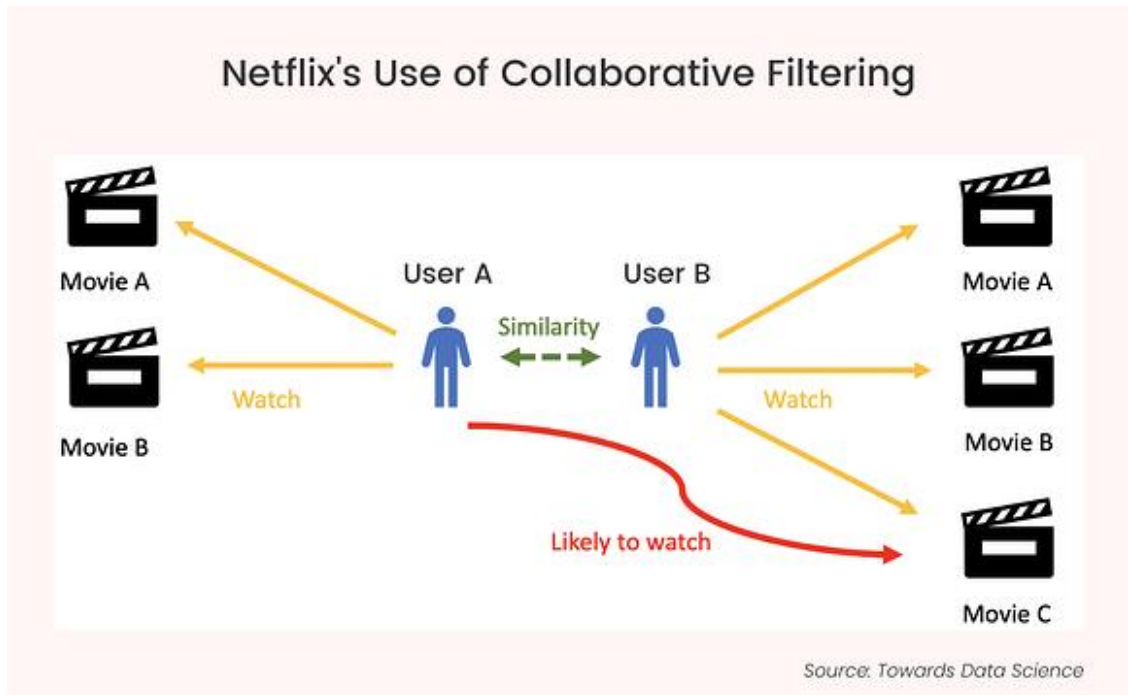 Netflix's Use of Collaborative Filtering
Movie A
Movie B
Watch
User A
Similarity
User B
Watch
Likely to watch
Movie A
Movie B
Movie C
Source: Towards Data Science